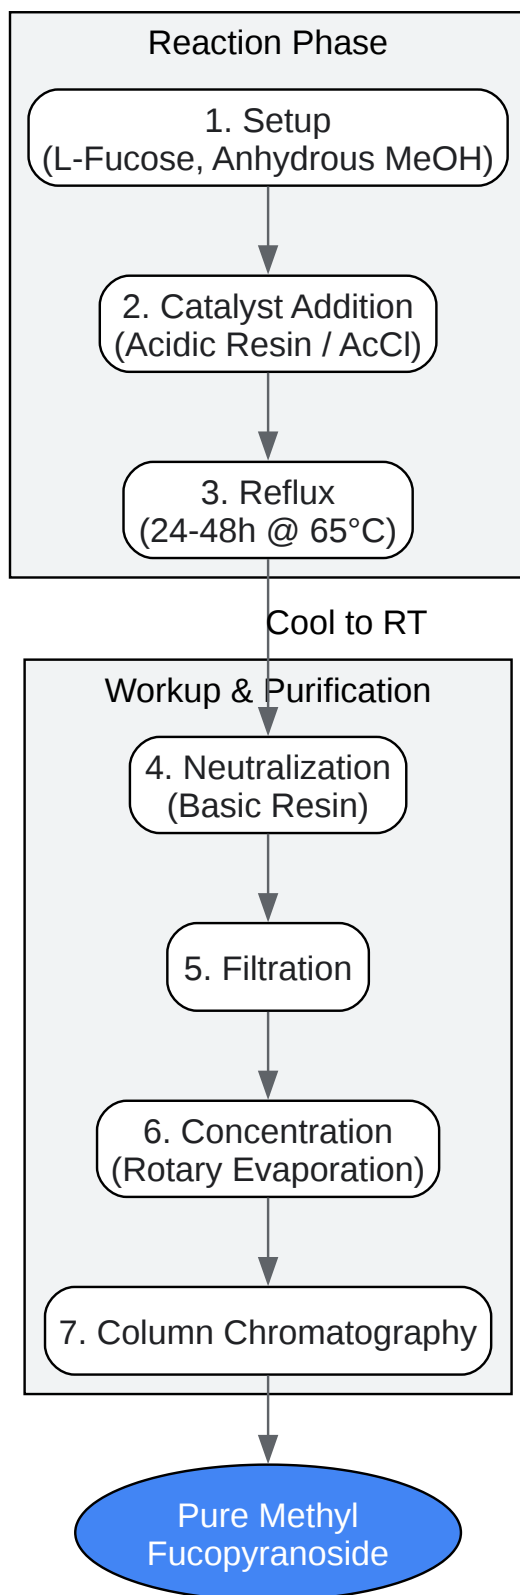 Reaction Phase
1. Setup
(L-Fucose, Anhydrous MeOH)
2. Catalyst Addition
(Acidic Resin / AcCl)
3. Reflux
(24-48h @ 65°C)
Cool to RT
Workup & Purification
4. Neutralization
(Basic Resin)
5. Filtration
6. Concentration
(Rotary Evaporation)
7. Column Chromatography
Pure Methyl
Fucopyranoside